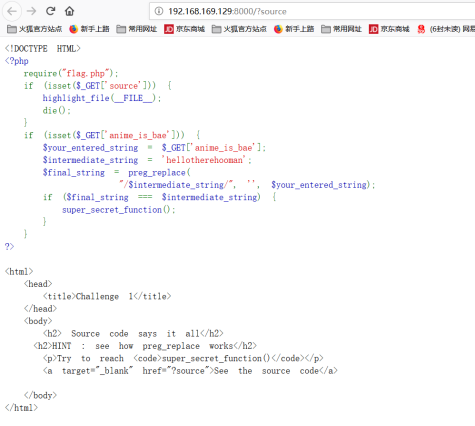 192.168.169.129:8000/?source
火狐官方站点 新手上路 常用网址 JD 京东商城 火狐官方站点 新手上路 常用网址 JD 京东商城 (6封未读) 网易
<!DOCTYPE HTML>
<?php
require("flag.php");
if (isset($_GET['source'])) {
highlight_file(__FILE__);
die();
}
if (isset($_GET['anime_is_bae'])) {
$your_entered_string = $_GET['anime_is_bae'];
$intermediate_string = 'hellotherehooman';
$final_string = preg_replace(
"/$intermediate_string/", '', $your_entered_string);
if ($final_string === $intermediate_string) {
super_secret_function();
}
}
?>
<html>
<head>
<title>Challenge 1</title>
</head>
<body>
<h2> Source code says it all</h2>
<h2>HINT : see how preg_replace works</h2>
<p>Try to reach <code>super_secret_function()</code></p>
<a target="_blank" href="?source">See the source code</a>
</body>
</html>